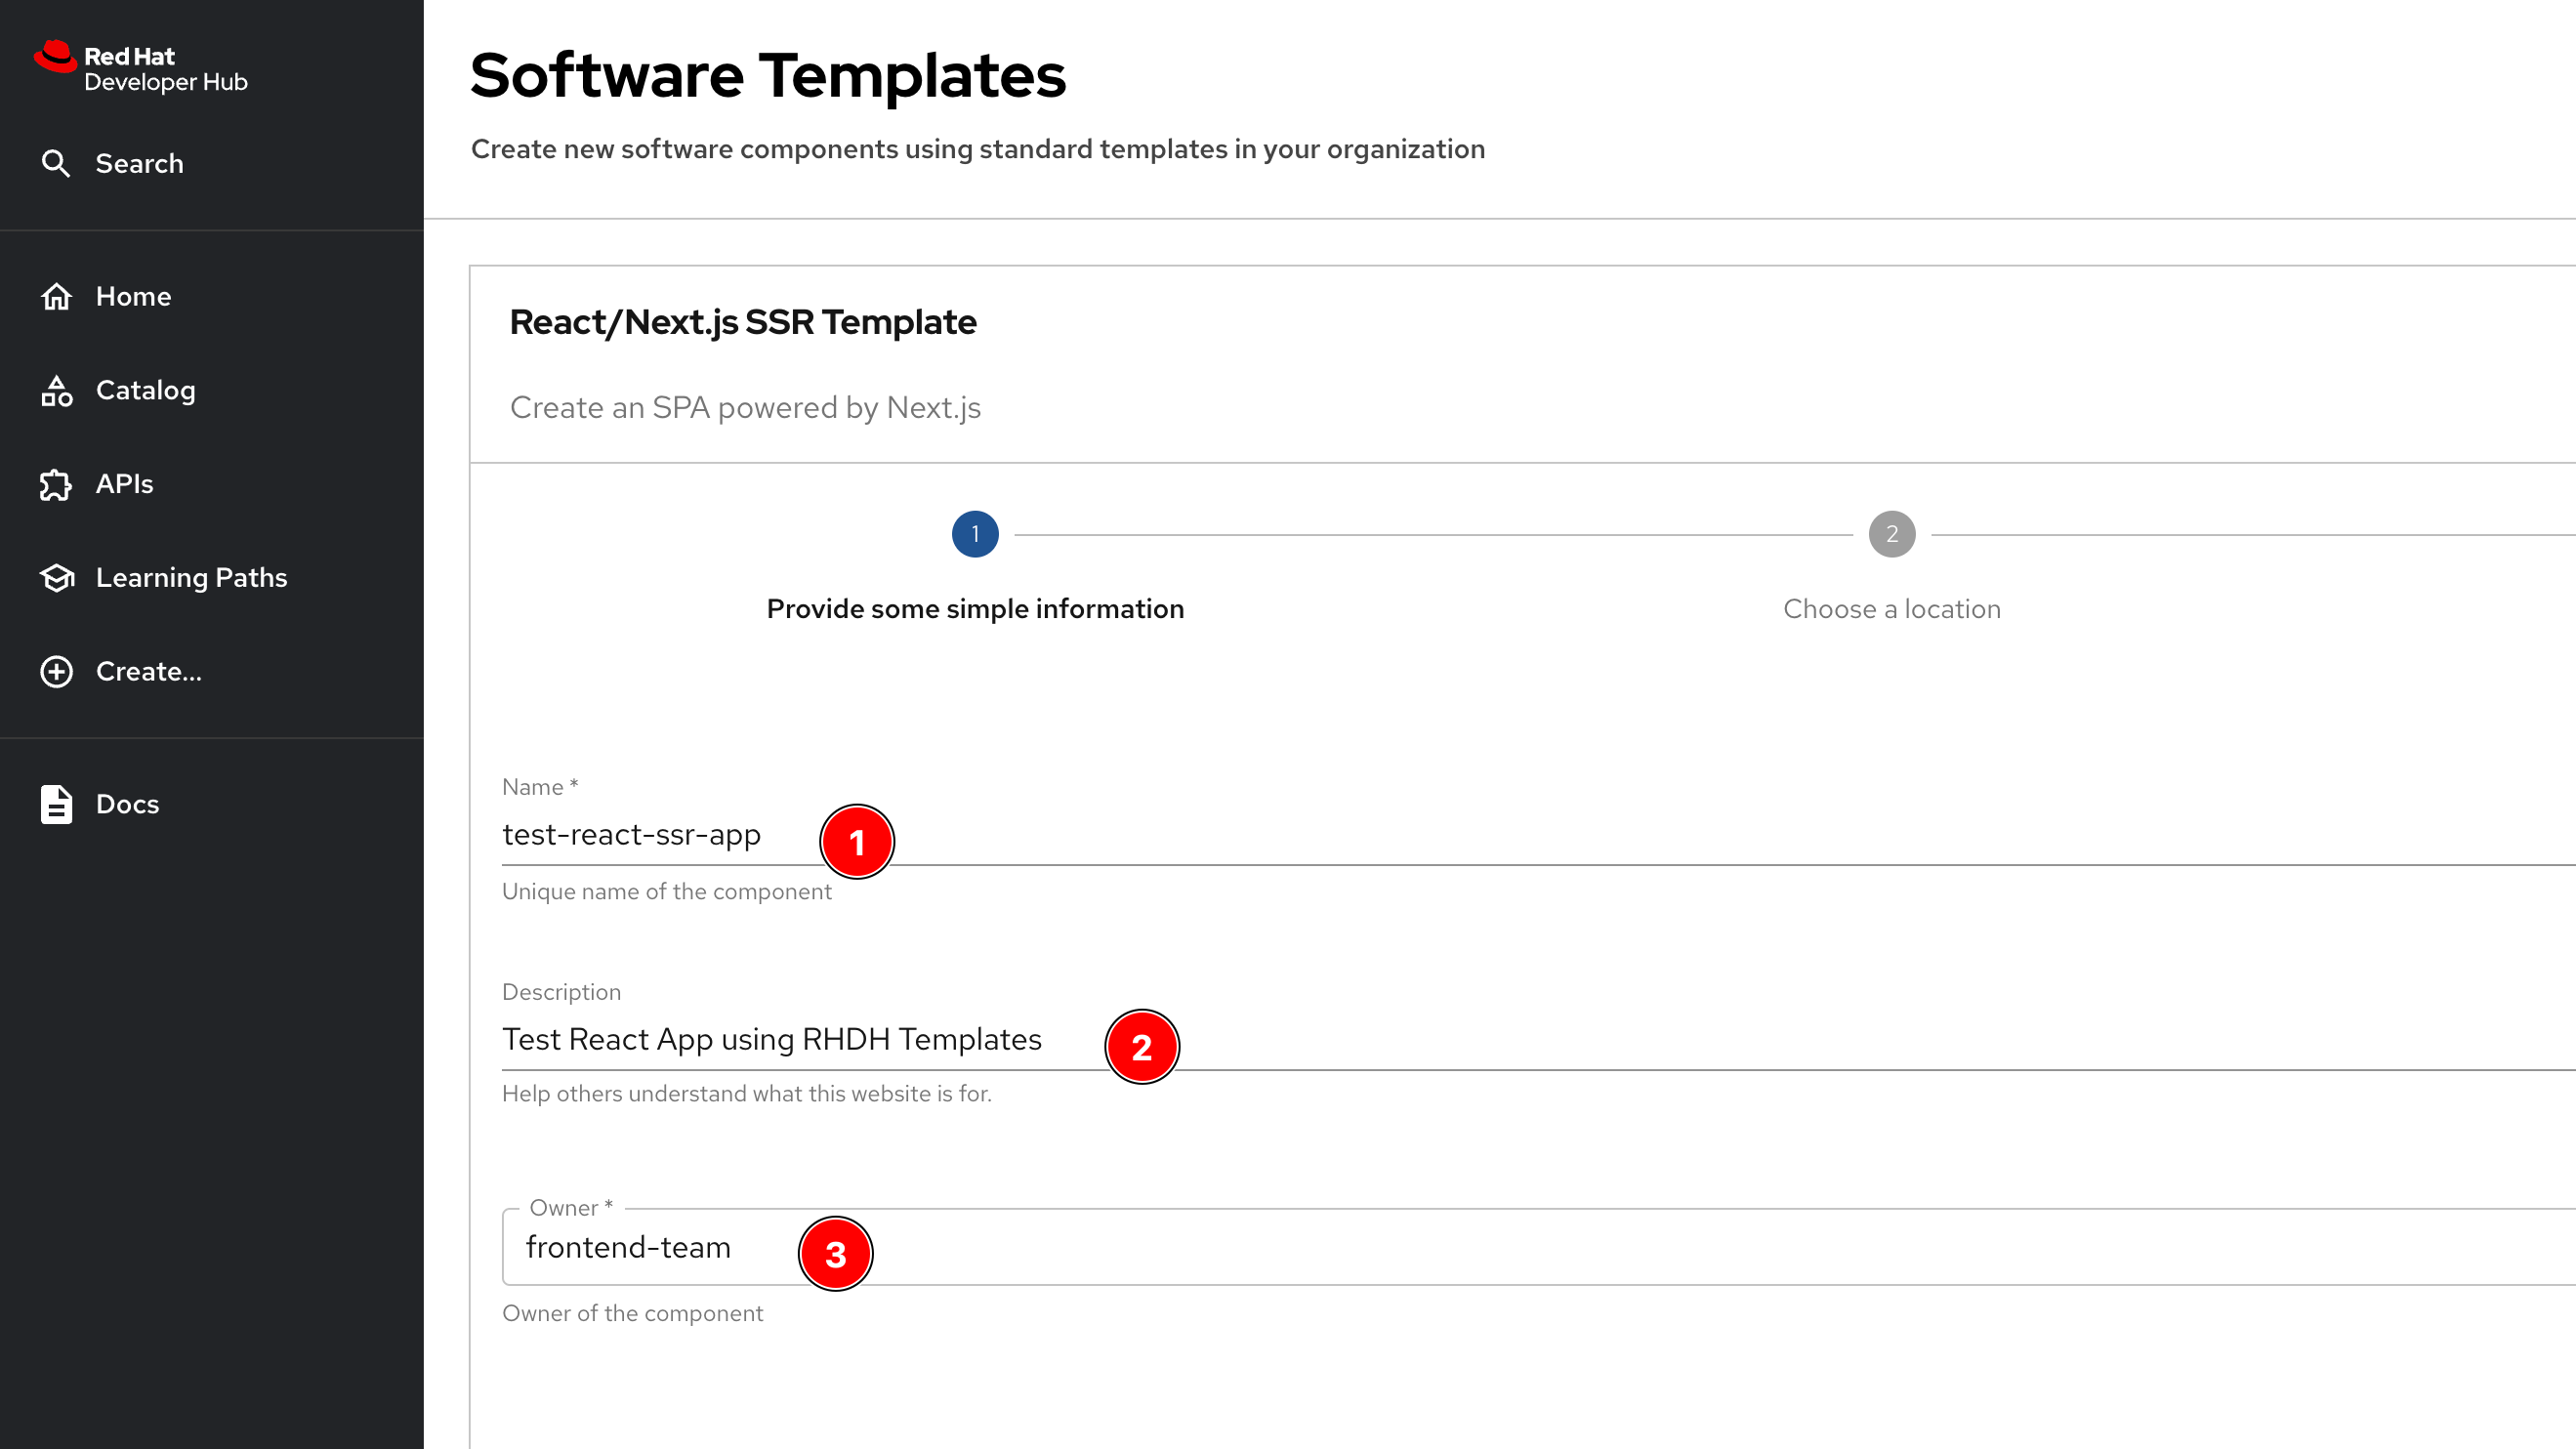 Red Hat
Developer Hub
Search
Home
Catalog
APIs
Learning Paths
Create...
Docs
Software Templates
Create new software components using standard templates in your organization
React/Next.js SSR Template
Create an SPA powered by Next.js
1
2
Provide some simple information
Choose a location
Name *
test-react-ssr-app
1
Unique name of the component
Description
Test React App using RHDH Templates
2
Help others understand what this website is for.
Owner *
frontend-team
3
Owner of the component